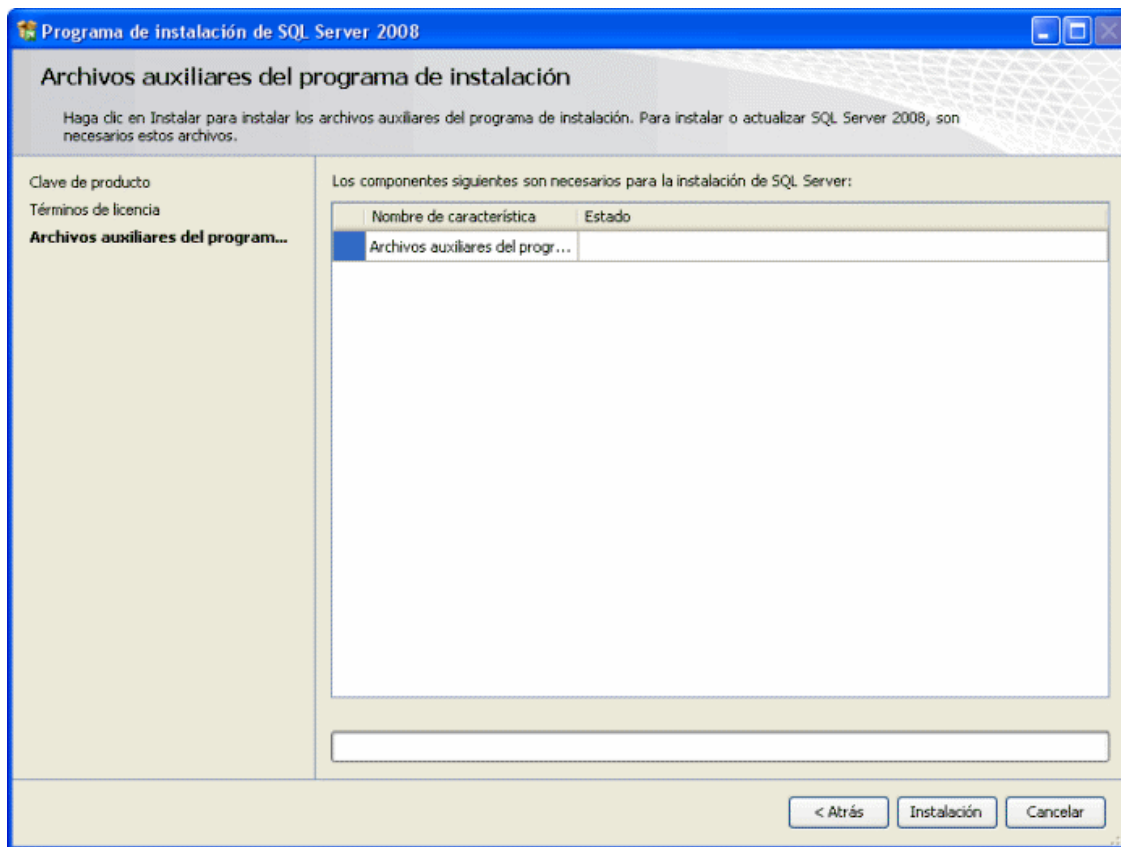 Programa de instalación de SQL Server 2008
Archivos auxiliares del programa de instalación
Haga clic en Instalar para instalar los archivos auxiliares del programa de instalación. Para instalar o actualizar SQL Server 2008, son
necesarios estos archivos.
Clave de producto
Términos de licencia
Archivos auxiliares del program...
Los componentes siguientes son necesarios para la instalación de SQL Server:
Nombre de característica Estado
Archivos auxiliares del progr...
< Atrás Instalación Cancelar